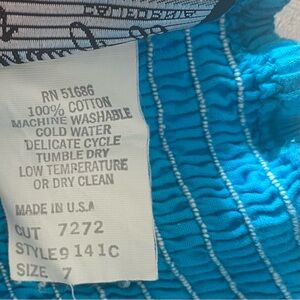 RN 51686
100% COTTON
MACHINE WASHABLE
COLD WATER
DELICATE CYCLE
TUMBLE DRY
LOW TEMPERATURE
OR DRY CLEAN
MADE IN U.S.A
CUT 7272
STYLE 9141C
SIZE 7